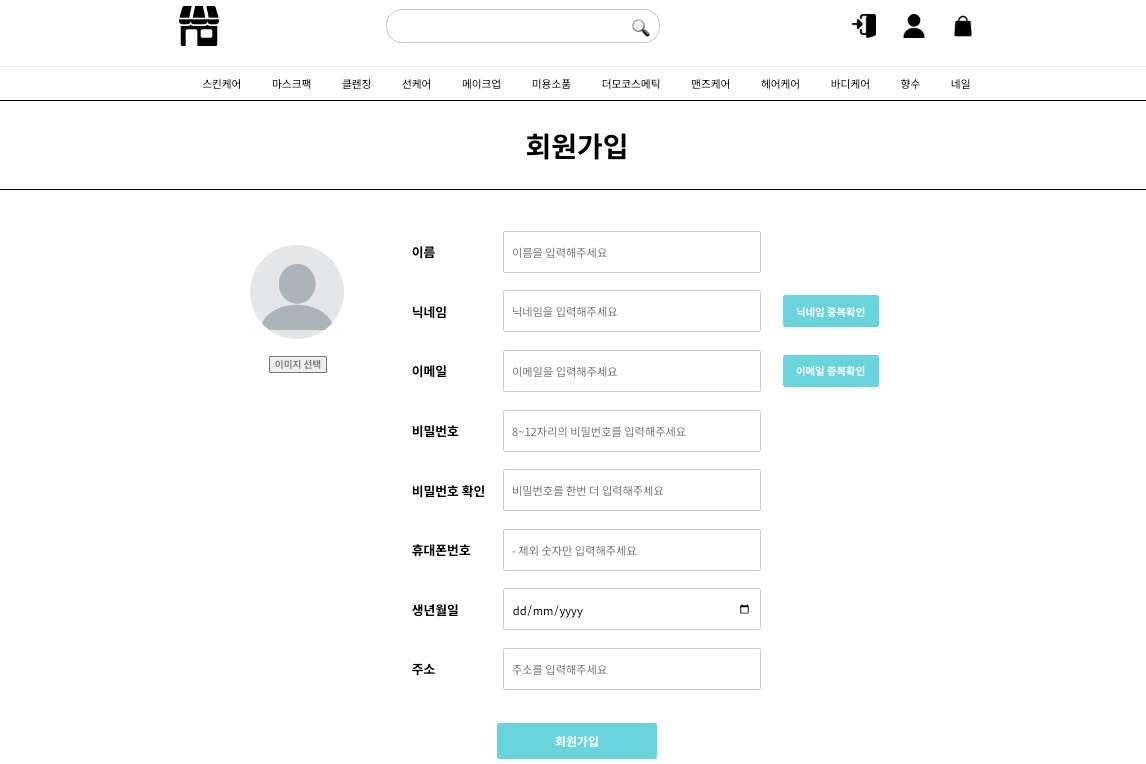 스킨케어 마스크팩 클렌징 선케어 메이크업 미용소품 더모코스메틱 맨즈케어 헤어케어 바디케어 향수 네일
회원가입
이름 이름을 입력해주세요
닉네임 닉네임을 입력해주세요 닉네임 중복확인
이메일 이메일을 입력해주세요 이메일 중복확인
이미지 선택
비밀번호 8~12자리의 비밀번호를 입력해주세요
비밀번호 확인 비밀번호를 한번 더 입력해주세요
휴대폰번호 - 제외 숫자만 입력해주세요
생년월일 dd/mm/yyyy
주소 주소를 입력해주세요
회원가입